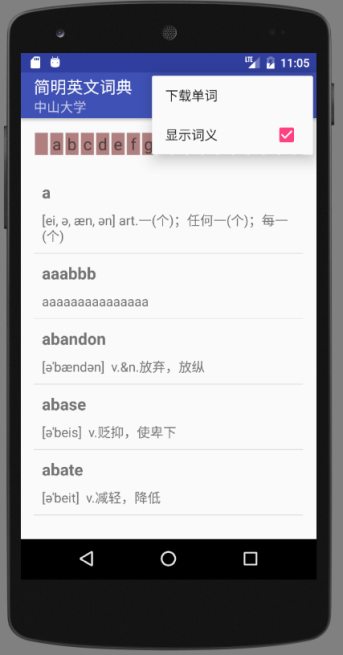 LTE 11:05
简明英文词典
中山大学
下载单词
显示词义
a b c d e f g
a
[ei, ə, æn, ən] art.一(个)；任何一(个)；每一
(个)
aaabbb
aaaaaaaaaaaaaaa
abandon
[ə'bændən] v.&n.放弃，放纵
abase
[ə'beis] v.贬抑，使卑下
abate
[ə'beit] v.减轻，降低